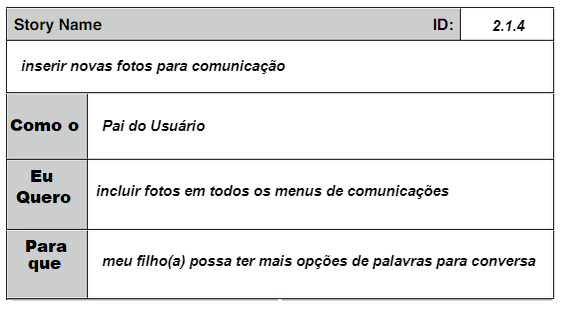 Story Name ID: 2.1.4
inserir novas fotos para comunicação
Como o Pai do Usuário
Eu
Quero incluir fotos em todos os menus de comunicações
Para
que meu filho(a) possa ter mais opções de palavras para conversa